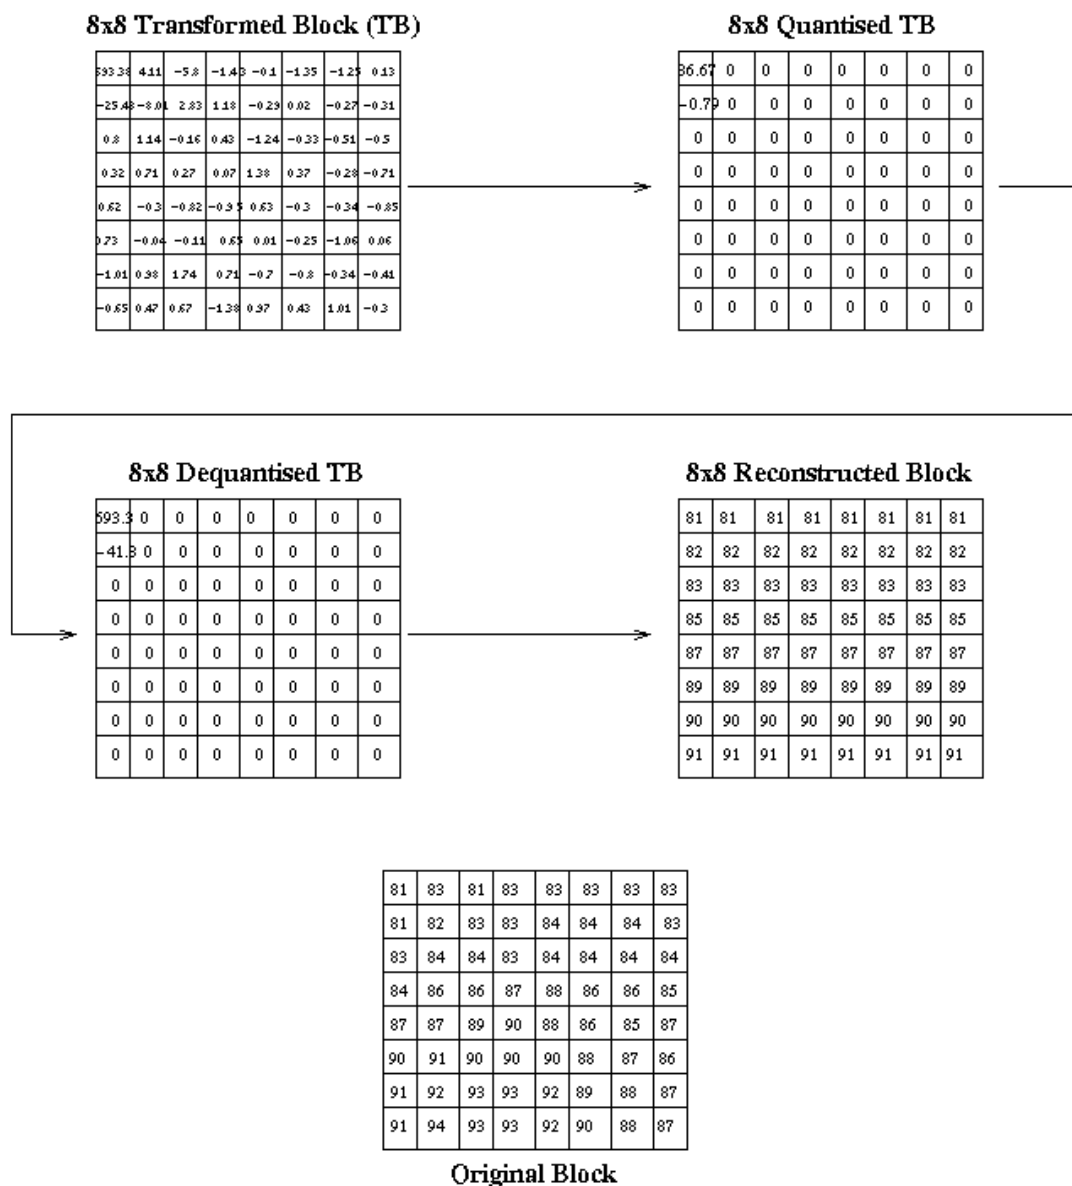 8x8 Transformed Block (TB)
593.38 4.11 −5.8 −1.43 −0.1 −1.35 −1.25 0.13
−25.48 −8.01 2.83 1.18 −0.29 0.02 −0.27 −0.31
0.8 1.14 −0.16 0.43 −1.24 −0.33 −0.51 −0.5
0.32 0.71 0.27 0.07 1.38 0.37 −0.28 −0.71
0.62 −0.3 −0.82 −0.95 0.63 −0.3 −0.34 −0.85
0.73 −0.04 −0.11 0.65 0.01 −0.25 −1.06 0.06
−1.01 0.98 1.74 0.71 −0.7 −0.8 −0.34 −0.41
−0.65 0.47 0.67 −1.38 0.97 0.43 1.01 −0.3
8x8 Quantised TB
86.67 0 0 0 0 0 0 0
−0.79 0 0 0 0 0 0 0
0 0 0 0 0 0 0 0
0 0 0 0 0 0 0 0
0 0 0 0 0 0 0 0
0 0 0 0 0 0 0 0
0 0 0 0 0 0 0 0
0 0 0 0 0 0 0 0
8x8 Dequantised TB
593.3 0 0 0 0 0 0 0
−41.8 0 0 0 0 0 0 0
0 0 0 0 0 0 0 0
0 0 0 0 0 0 0 0
0 0 0 0 0 0 0 0
0 0 0 0 0 0 0 0
0 0 0 0 0 0 0 0
0 0 0 0 0 0 0 0
8x8 Reconstructed Block
81 81 81 81 81 81 81 81
82 82 82 82 82 82 82 82
83 83 83 83 83 83 83 83
85 85 85 85 85 85 85 85
87 87 87 87 87 87 87 87
89 89 89 89 89 89 89 89
90 90 90 90 90 90 90 90
91 91 91 91 91 91 91 91
81 83 81 83 83 83 83 83
81 82 83 83 84 84 84 83
83 84 84 83 84 84 84 84
84 86 86 87 88 86 86 85
87 87 89 90 88 86 85 87
90 91 90 90 90 88 87 86
91 92 93 93 92 89 88 87
91 94 93 93 92 90 88 87
Original Block